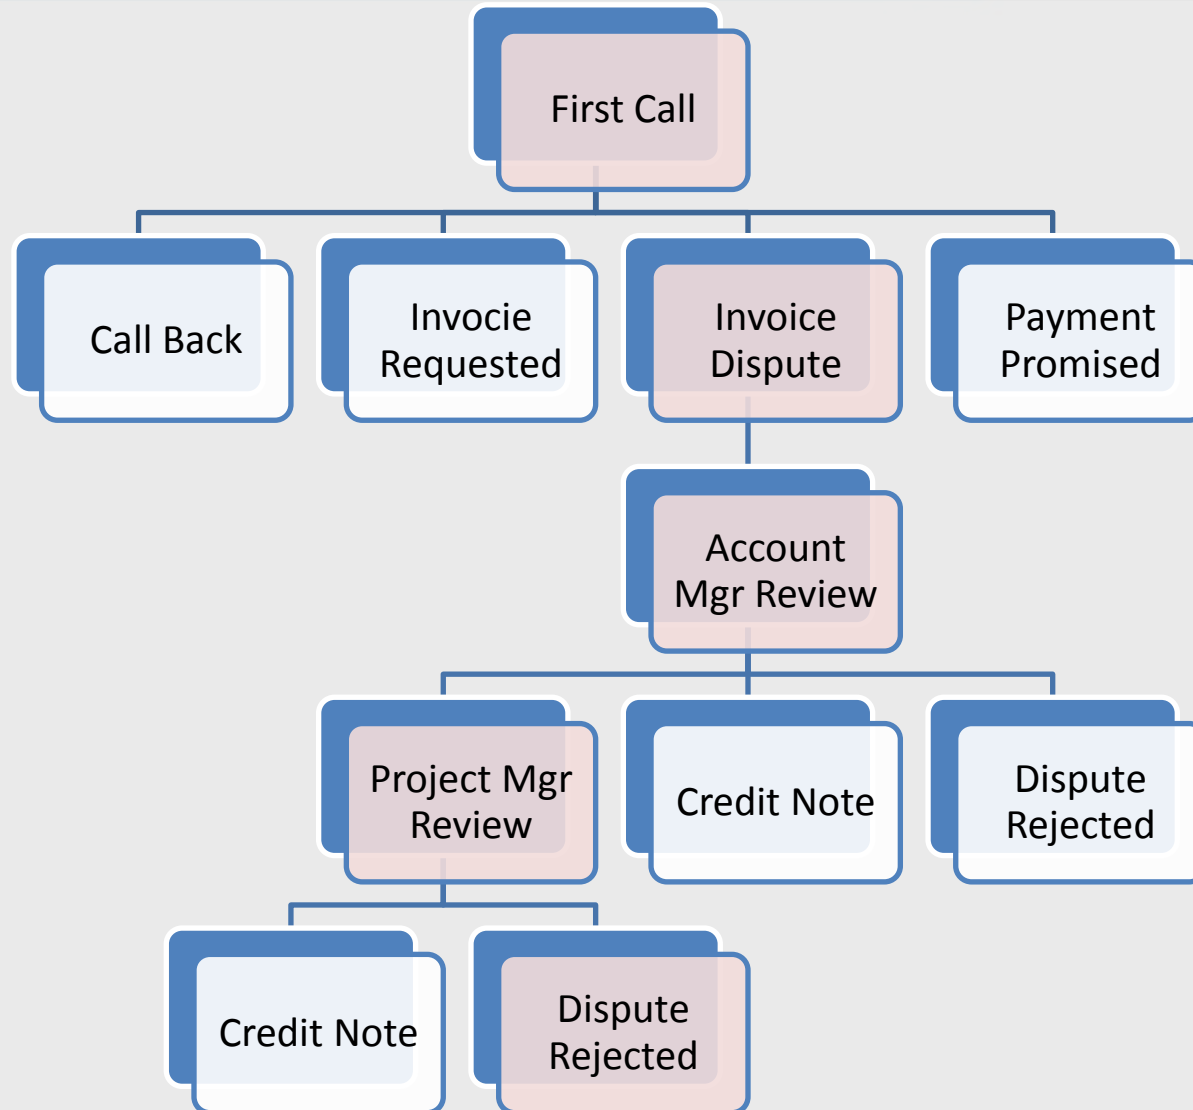 First Call
Call Back
Invocie
Requested
Invoice
Dispute
Payment
Promised
Account
Mgr Review
Project Mgr
Review
Credit Note
Dispute
Rejected
Credit Note
Dispute
Rejected